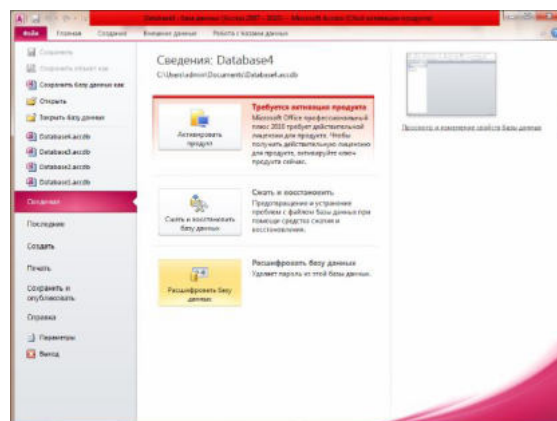 Database4 : база данных (Access 2007 - 2010) - Microsoft Access (Сбой активации продукта)
Файл Главная Создание Внешние данные Работа с базами данных
Сохранить
Сохранить объект как
Сохранить базу данных как
Открыть
Закрыть базу данных
Database4.accdb
Database3.accdb
Database2.accdb
Database1.accdb
Сведения
Последние
Создать
Печать
Сохранить и
опубликовать
Справка
Параметры
Выход
Сведения: Database4
C:\Users\admin\Documents\Database4.accdb
Активировать
продукт
Требуется активация продукта
Microsoft Office профессиональный
плюс 2010 требует действительной
лицензии для продукта. Чтобы
получить действительную лицензию
для продукта, активируйте ключ
продукта сейчас.
Сжать и восстановить
базу данных
Сжать и восстановить
Предотвращение и устранение
проблем с файлом базы данных при
помощи средства сжатия и
восстановления.
Расшифровать базу
данных
Расшифровать базу данных
Удаляет пароль из этой базы данных.
Просмотр и изменение свойств базы данных